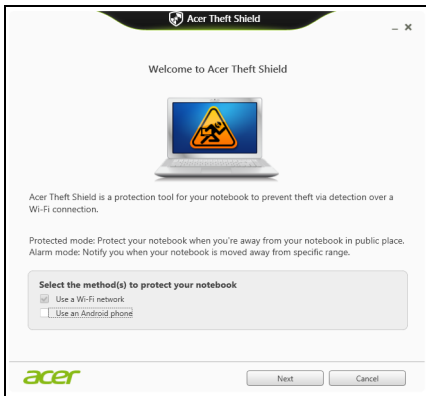 Acer Theft Shield
Welcome to Acer Theft Shield
Acer Theft Shield is a protection tool for your notebook to prevent theft via detection over a
Wi-Fi connection.
Protected mode: Protect your notebook when you're away from your notebook in public place.
Alarm mode: Notify you when your notebook is moved away from specific range.
Select the method(s) to protect your notebook
Use a Wi-Fi network
Use an Android phone
acer
Next
Cancel